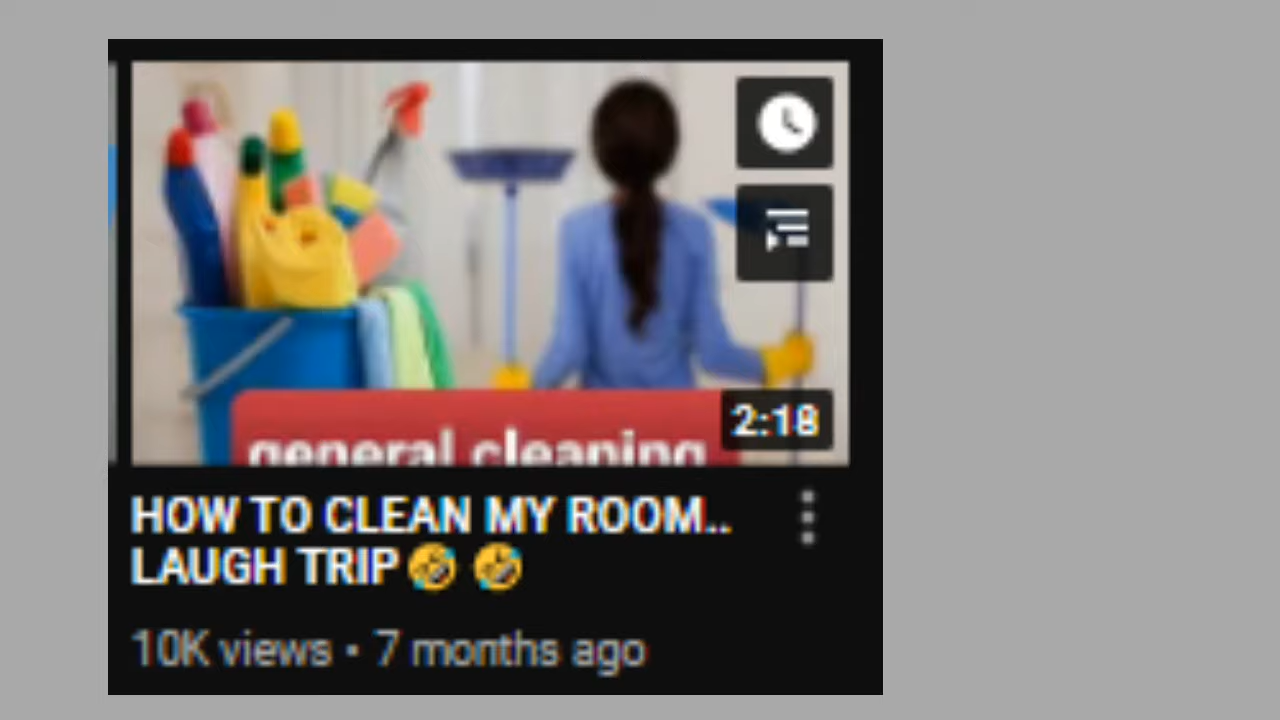 general cleaning
2:18
HOW TO CLEAN MY ROOM..
LAUGH TRIP🤣 🤣
10K views • 7 months ago